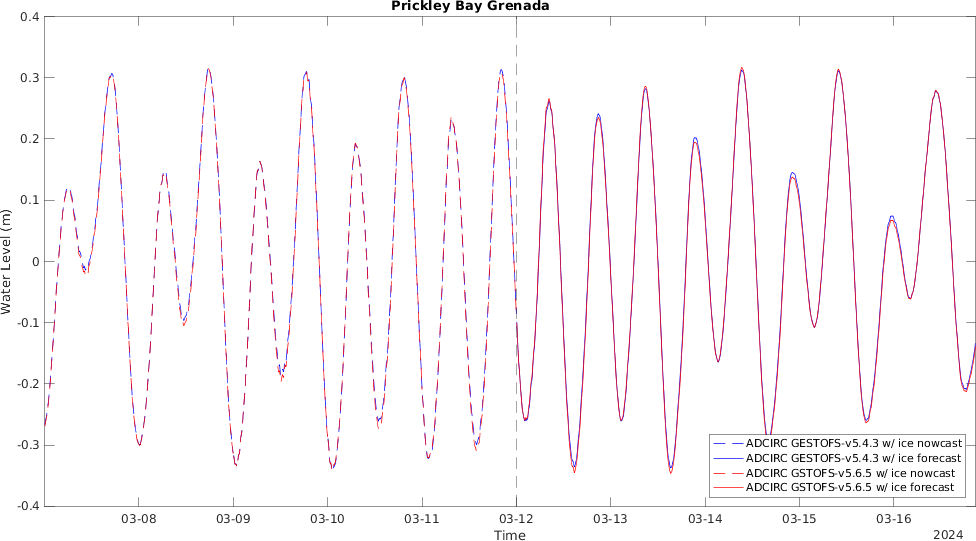 Prickley Bay Grenada
0.4
0.3
0.2
0.1
0
-0.1
-0.2
-0.3
-0.4
Water Level (m)
ADCIRC GESTOFS-v5.4.3 w/ ice nowcast
ADCIRC GESTOFS-v5.4.3 w/ ice forecast
ADCIRC GSTOFS-v5.6.5 w/ ice nowcast
ADCIRC GSTOFS-v5.6.5 w/ ice forecast
03-08 03-09 03-10 03-11 03-12 03-13 03-14 03-15 03-16
Time
2024